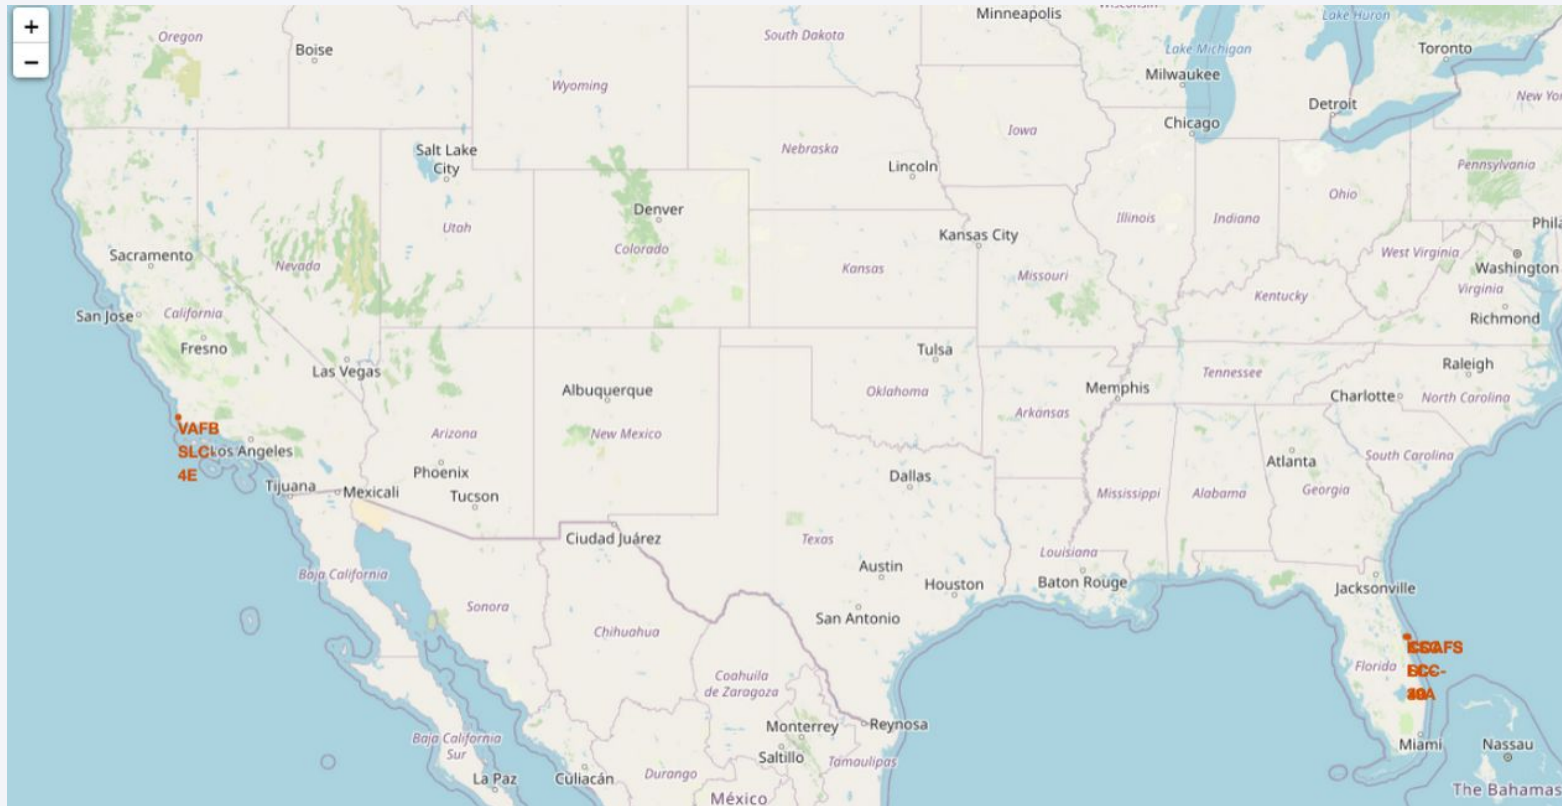 +
−
Oregon
Boise
Wyoming
South Dakota
Minneapolis
Lake Huron
Lake Michigan
Toronto
Milwaukee
Detroit
Chicago
Iowa
Nebraska
Lincoln
Salt Lake
City
Pennsylvania
Ohio
Indiana
Illinois
Denver
Utah
Colorado
Kansas City
Kansas
Missouri
Sacramento
Nevada
West Virginia
Washington
Virginia
Kentucky
Richmond
San Jose
California
Fresno
Las Vegas
Tulsa
Raleigh
Tennessee
Albuquerque
Oklahoma
Memphis
Charlotte
North Carolina
Arkansas
VAFB
SLC-
4E
Los Angeles
Arizona
New Mexico
Phoenix
South Carolina
Atlanta
Dallas
Tijuana
Mexicali
Tucson
Mississippi
Alabama
Georgia
Ciudad Juárez
Texas
Louisiana
Austin
Houston
Baton Rouge
Jacksonville
Baja California
Sonora
San Antonio
Chihuahua
Florida
Coahuila
de Zaragoza
Monterrey
Reynosa
Miami
Nassau
Baja California
Sur
Saltillo
Tamaulipas
La Paz
Culiacán
Durango
México
The Bahamas